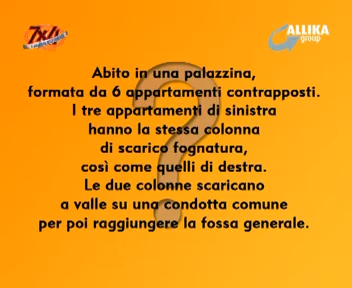 7x4
ALLIKA
group
Abito in una palazzina,
formata da 6 appartamenti contrapposti.
I tre appartamenti di sinistra
hanno la stessa colonna
di scarico fognatura,
così come quelli di destra.
Le due colonne scaricano
a valle su una condotta comune
per poi raggiungere la fossa generale.